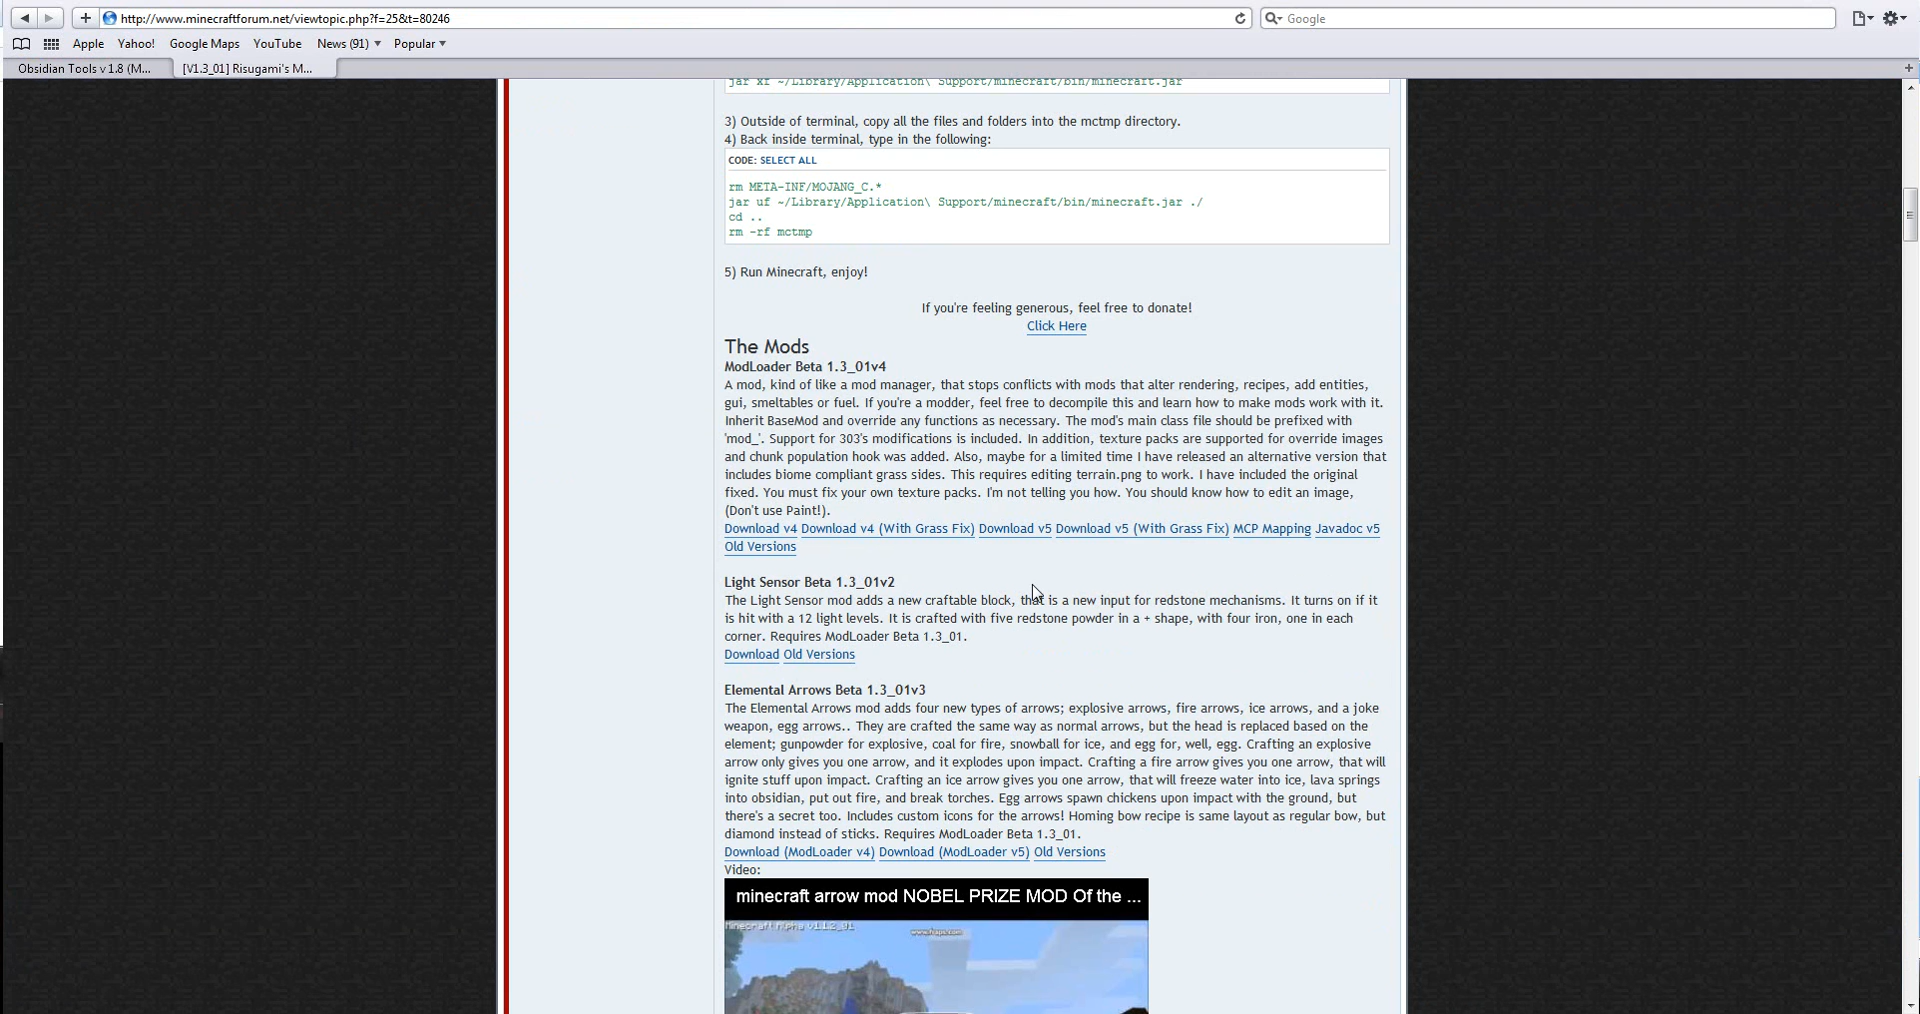 http://www.minecraftforum.net/viewtopic.php?f=25&t=80246
Google
Apple Yahoo! Google Maps YouTube News (91) Popular
Obsidian Tools v 1.8 (M... [V1.3_01] Risugami's M...
jar xf ~/Library/Application\ Support/minecraft/bin/minecraft.jar
3) Outside of terminal, copy all the files and folders into the mctmp directory.
4) Back inside terminal, type in the following:
CODE: SELECT ALL
rm META-INF/MOJANG_C.*
jar uf ~/Library/Application\ Support/minecraft/bin/minecraft.jar ./
cd ..
rm -rf mctmp
5) Run Minecraft, enjoy!
If you're feeling generous, feel free to donate!
Click Here
The Mods
ModLoader Beta 1.3_01v4
A mod, kind of like a mod manager, that stops conflicts with mods that alter rendering, recipes, add entities,
gui, smeltables or fuel. If you're a modder, feel free to decompile this and learn how to make mods work with it.
Inherit BaseMod and override any functions as necessary. The mod's main class file should be prefixed with
'mod_'. Support for 303's modifications is included. In addition, texture packs are supported for override images
and chunk population hook was added. Also, maybe for a limited time I have released an alternative version that
includes biome compliant grass sides. This requires editing terrain.png to work. I have included the original
fixed. You must fix your own texture packs. I'm not telling you how. You should know how to edit an image,
(Don't use Paint!).
Download v4 Download v4 (With Grass Fix) Download v5 Download v5 (With Grass Fix) MCP Mapping Javadoc v5
Old Versions
Light Sensor Beta 1.3_01v2
The Light Sensor mod adds a new craftable block, that is a new input for redstone mechanisms. It turns on if it
is hit with a 12 light levels. It is crafted with five redstone powder in a + shape, with four iron, one in each
corner. Requires ModLoader Beta 1.3_01.
Download Old Versions
Elemental Arrows Beta 1.3_01v3
The Elemental Arrows mod adds four new types of arrows; explosive arrows, fire arrows, ice arrows, and a joke
weapon, egg arrows.. They are crafted the same way as normal arrows, but the head is replaced based on the
element; gunpowder for explosive, coal for fire, snowball for ice, and egg for, well, egg. Crafting an explosive
arrow only gives you one arrow, and it explodes upon impact. Crafting a fire arrow gives you one arrow, that will
ignite stuff upon impact. Crafting an ice arrow gives you one arrow, that will freeze water into ice, lava springs
into obsidian, put out fire, and break torches. Egg arrows spawn chickens upon impact with the ground, but
there's a secret too. Includes custom icons for the arrows! Homing bow recipe is same layout as regular bow, but
diamond instead of sticks. Requires ModLoader Beta 1.3_01.
Download (ModLoader v4) Download (ModLoader v5) Old Versions
Video:
minecraft arrow mod NOBEL PRIZE MOD Of the ...
Minecraft Alpha v1.1.2_01
www.fraps.com